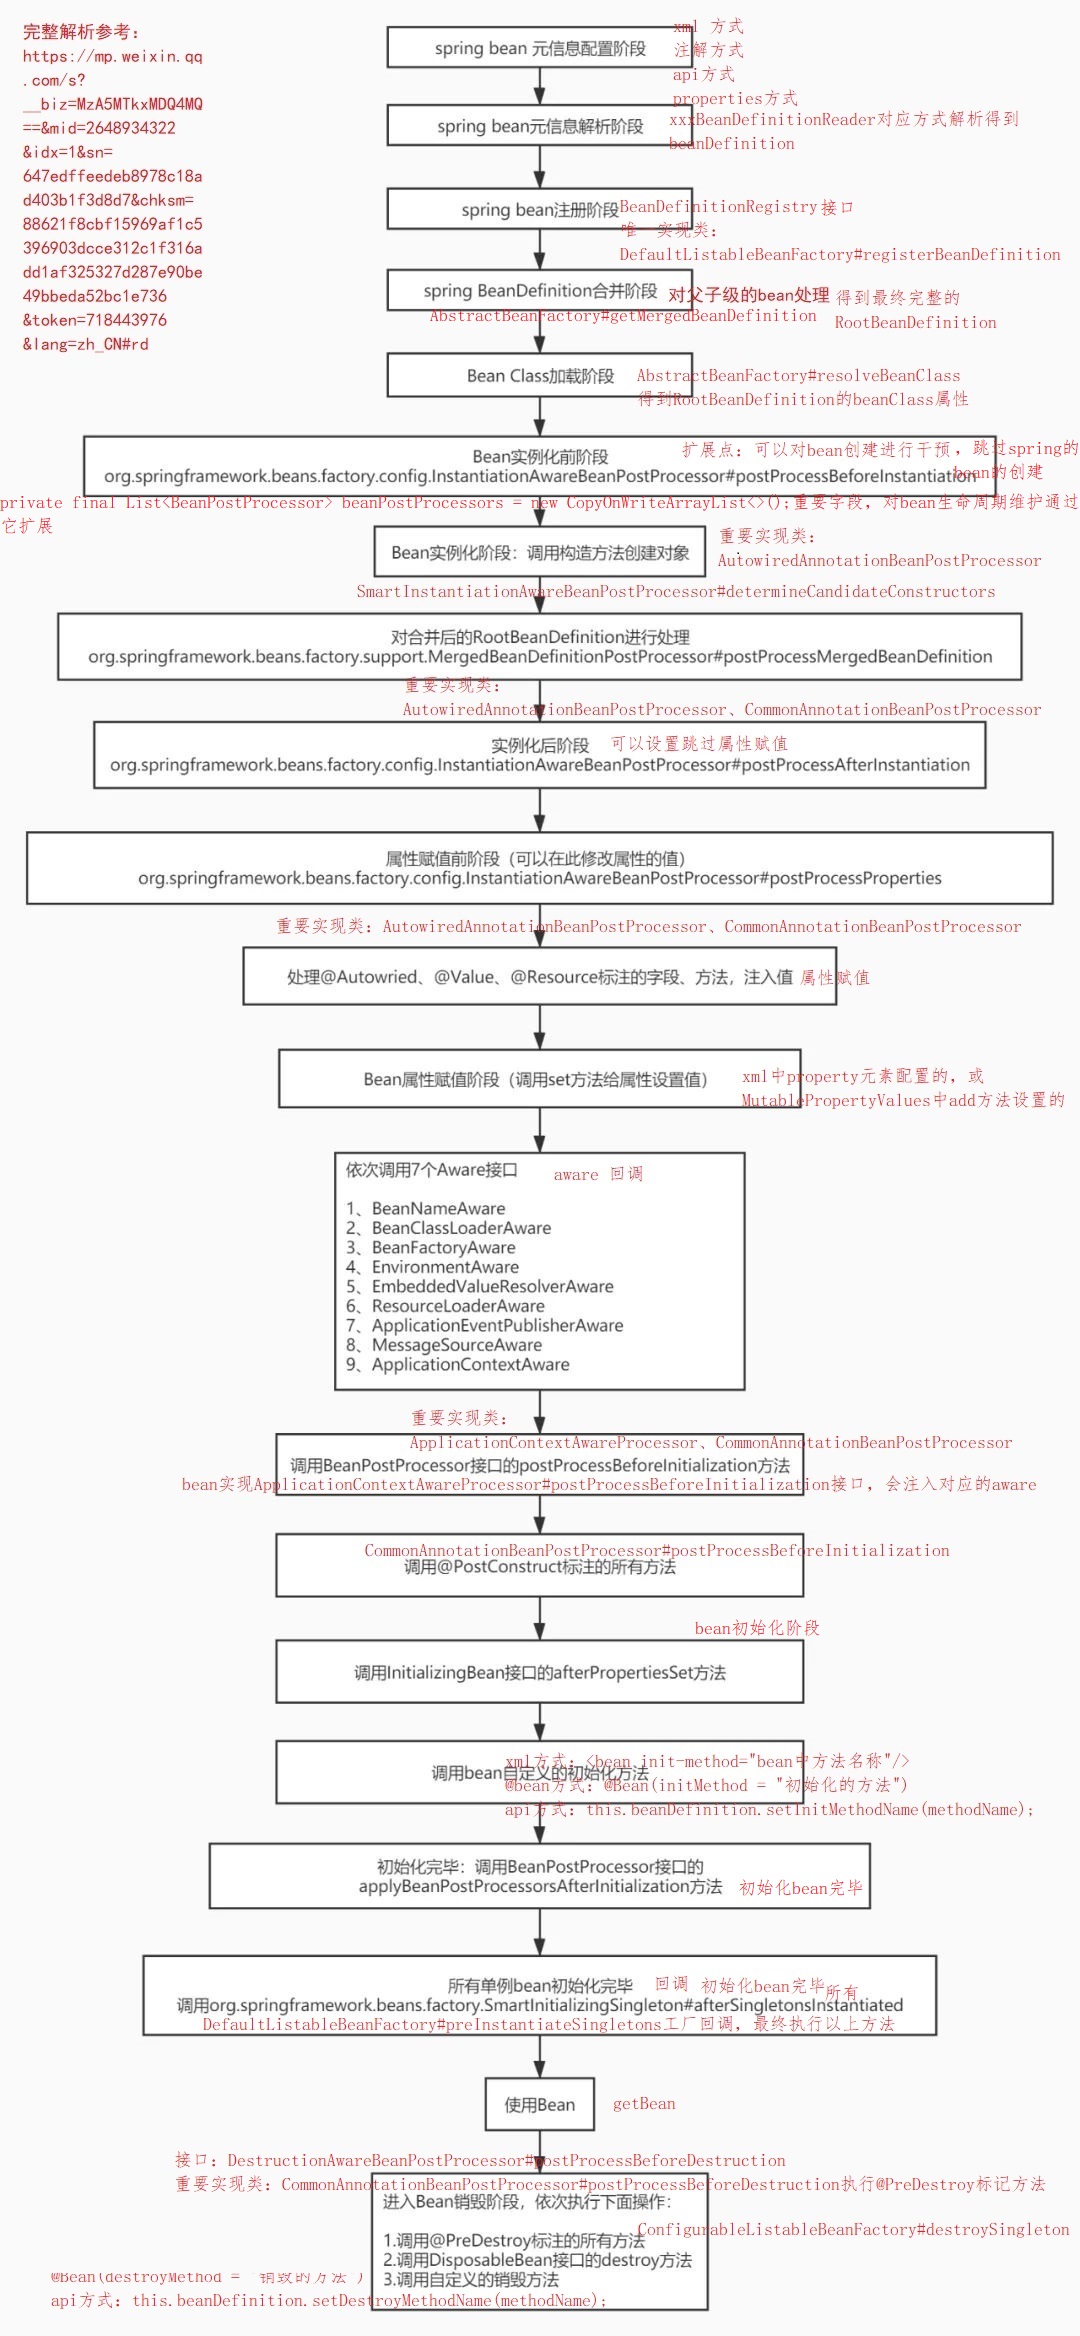 完整解析参考：
https://mp.weixin.qq
.com/s?
__biz=MzA5MTkxMDQ4MQ
==&mid=2648934322
&idx=1&sn=
647edffeedeb8978c18a
d403b1f3d8d7&chksm=
88621f8cbf15969af1c5
396903dcce312c1f316a
dd1af325327d287e90be
49bbeda52bc1e736
&token=718443976
&lang=zh_CN#rd
spring bean 元信息配置阶段
xml 方式
注解方式
api方式
properties方式
spring bean元信息解析阶段
xxxBeanDefinitionReader对应方式解析得到
beanDefinition
spring bean注册阶段
BeanDefinitionRegistry接口
唯一实现类：
DefaultListableBeanFactory#registerBeanDefinition
spring BeanDefinition合并阶段
对父子级的bean处理
得到最终完整的
RootBeanDefinition
AbstractBeanFactory#getMergedBeanDefinition
Bean Class加载阶段
AbstractBeanFactory#resolveBeanClass
得到RootBeanDefinition的beanClass属性
Bean实例化前阶段
扩展点：可以对bean创建进行干预，跳过spring的
bean的创建
org.springframework.beans.factory.config.InstantiationAwareBeanPostProcessor#postProcessBeforeInstantiation
private final List<BeanPostProcessor> beanPostProcessors = new CopyOnWriteArrayList<>();重要字段，对bean生命周期维护通过
它扩展
Bean实例化阶段：调用构造方法创建对象
重要实现类：
AutowiredAnnotationBeanPostProcessor
SmartInstantiationAwareBeanPostProcessor#determineCandidateConstructors
对合并后的RootBeanDefinition进行处理
org.springframework.beans.factory.support.MergedBeanDefinitionPostProcessor#postProcessMergedBeanDefinition
重要实现类：
AutowiredAnnotationBeanPostProcessor、CommonAnnotationBeanPostProcessor
实例化后阶段
可以设置跳过属性赋值
org.springframework.beans.factory.config.InstantiationAwareBeanPostProcessor#postProcessAfterInstantiation
属性赋值前阶段（可以在此修改属性的值）
org.springframework.beans.factory.config.InstantiationAwareBeanPostProcessor#postProcessProperties
重要实现类：AutowiredAnnotationBeanPostProcessor、CommonAnnotationBeanPostProcessor
处理@Autowried、@Value、@Resource标注的字段、方法，注入值
属性赋值
Bean属性赋值阶段（调用set方法给属性设置值）
xml中property元素配置的，或
MutablePropertyValues中add方法设置的
依次调用7个Aware接口
aware 回调
1、BeanNameAware
2、BeanClassLoaderAware
3、BeanFactoryAware
4、EnvironmentAware
5、EmbeddedValueResolverAware
6、ResourceLoaderAware
7、ApplicationEventPublisherAware
8、MessageSourceAware
9、ApplicationContextAware
重要实现类：
ApplicationContextAwareProcessor、CommonAnnotationBeanPostProcessor
调用BeanPostProcessor接口的postProcessBeforeInitialization方法
bean实现ApplicationContextAwareProcessor#postProcessBeforeInitialization接口，会注入对应的aware
CommonAnnotationBeanPostProcessor#postProcessBeforeInitialization
调用@PostConstruct标注的所有方法
bean初始化阶段
调用InitializingBean接口的afterPropertiesSet方法
xml方式：<bean init-method="bean中方法名称"/>
调用bean自定义的初始化方法
@bean方式：@Bean(initMethod = "初始化的方法")
api方式：this.beanDefinition.setInitMethodName(methodName);
初始化完毕：调用BeanPostProcessor接口的
applyBeanPostProcessorsAfterInitialization方法
初始化bean完毕
所有单例bean初始化完毕
回调 初始化bean完毕所有
调用org.springframework.beans.factory.SmartInitializingSingleton#afterSingletonsInstantiated
DefaultListableBeanFactory#preInstantiateSingletons工厂回调，最终执行以上方法
使用Bean
getBean
接口：DestructionAwareBeanPostProcessor#postProcessBeforeDestruction
重要实现类：CommonAnnotationBeanPostProcessor#postProcessBeforeDestruction执行@PreDestroy标记方法
进入Bean销毁阶段，依次执行下面操作：
ConfigurableListableBeanFactory#destroySingleton
1.调用@PreDestroy标注的所有方法
2.调用DisposableBean接口的destroy方法
3.调用自定义的销毁方法
@Bean(destroyMethod = "销毁的方法")
api方式：this.beanDefinition.setDestroyMethodName(methodName);